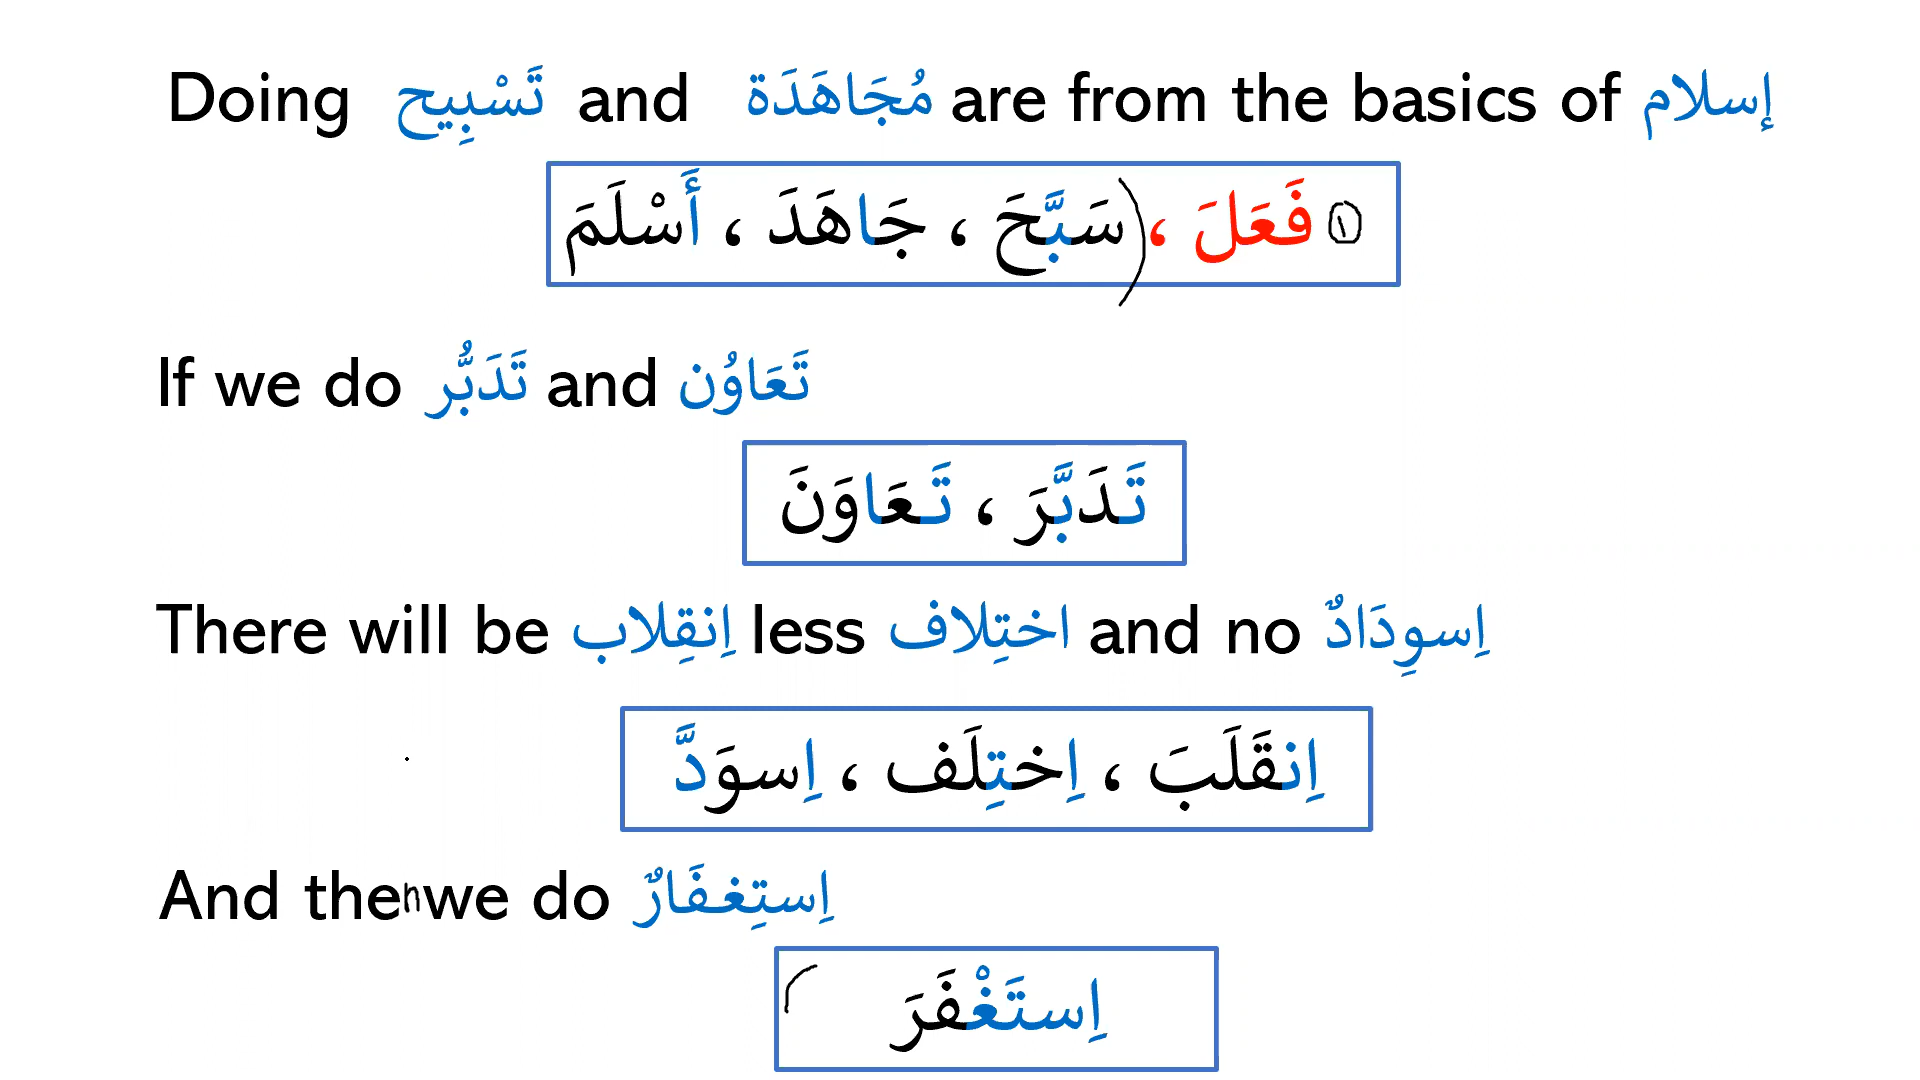 Doing تَسْبِيح and مُجَاهَدَة are from the basics of إسلام
١ فَعَلَ ، سَبَّحَ ، جَاهَدَ ، أَسْلَمَ
If we do تَدَبُّر and تَعَاوُن
تَدَبَّرَ ، تَعَاوَنَ
There will be اِنقِلاب less اختِلاف and no اِسوِدَادٌ
اِنقَلَبَ ، اِختِلَف ، اِسوَدَّ
And then we do اِستِغفَارٌ
اِستَغْفَرَ